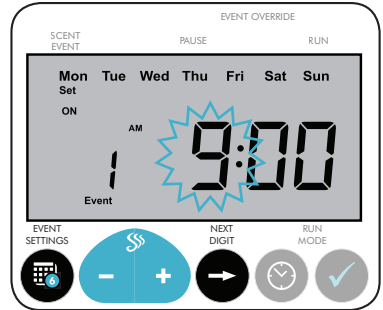 EVENT OVERRIDE
SCENT EVENT PAUSE RUN
Mon Tue Wed Thu Fri Sat Sun
Set
ON
AM
1 9:00
Event
EVENT SETTINGS NEXT DIGIT RUN MODE
6 - +